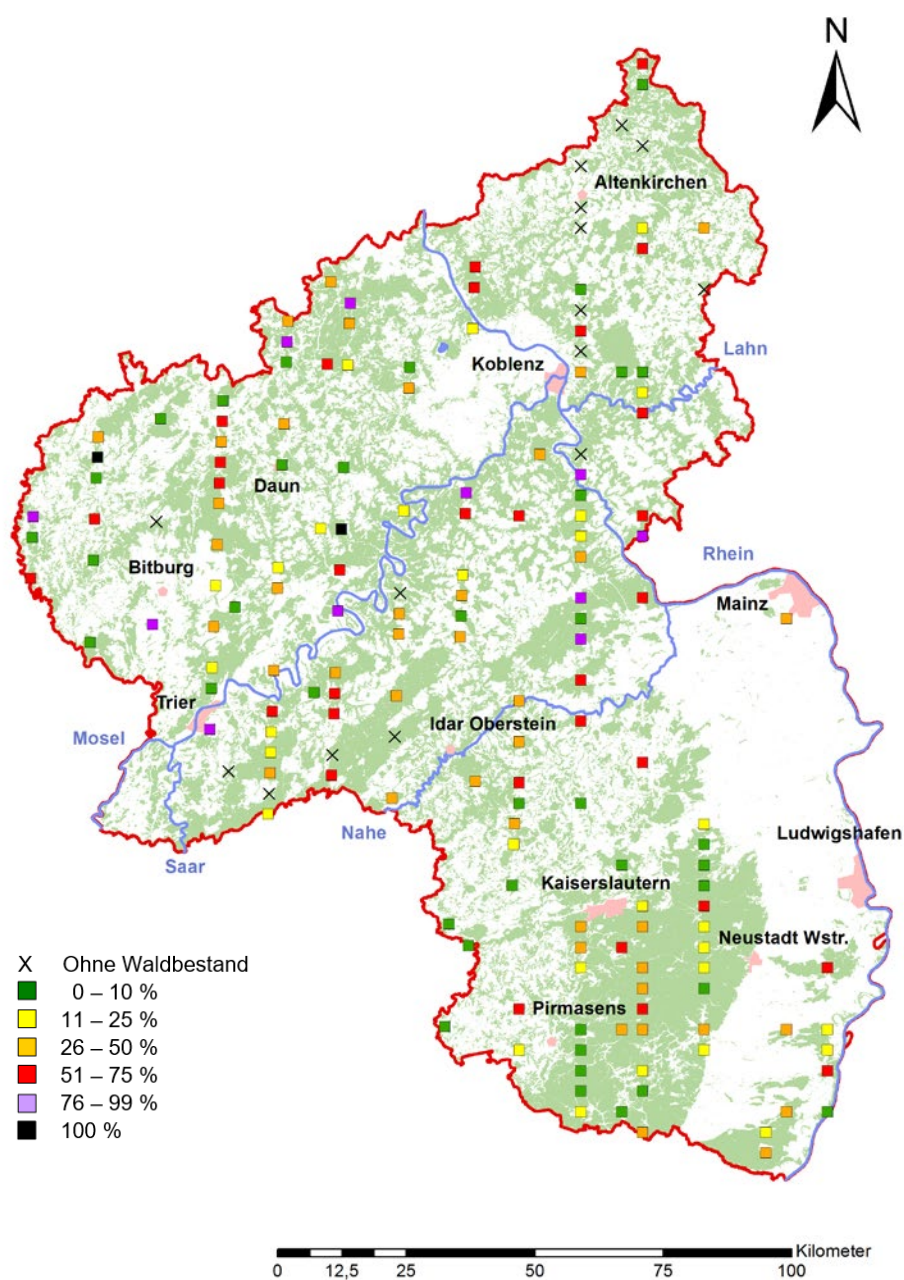 N
Altenkirchen
Lahn
Koblenz
Daun
Rhein
Bitburg
Mainz
Trier
Idar Oberstein
Mosel
Nahe
Ludwigshafen
Saar
Kaiserslautern
Neustadt Wstr.
X Ohne Waldbestand
0 – 10 %
Pirmasens
11 – 25 %
26 – 50 %
51 – 75 %
76 – 99 %
100 %
Kilometer
0 12,5 25 50 75 100